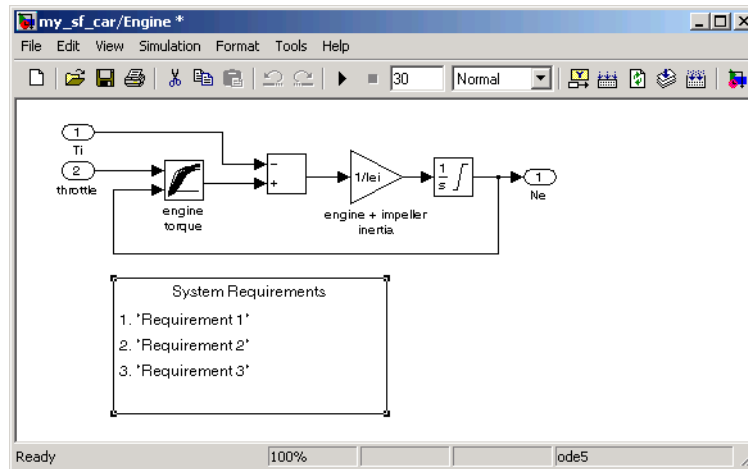 my_sf_car/Engine *
File Edit View Simulation Format Tools Help
30 Normal
1
Ti
2
throttle
engine
torque
−
+
1/Iei
engine + impeller
inertia
1
s
1
Ne
System Requirements
1. "Requirement 1"
2. "Requirement 2"
3. "Requirement 3"
Ready 100% ode5